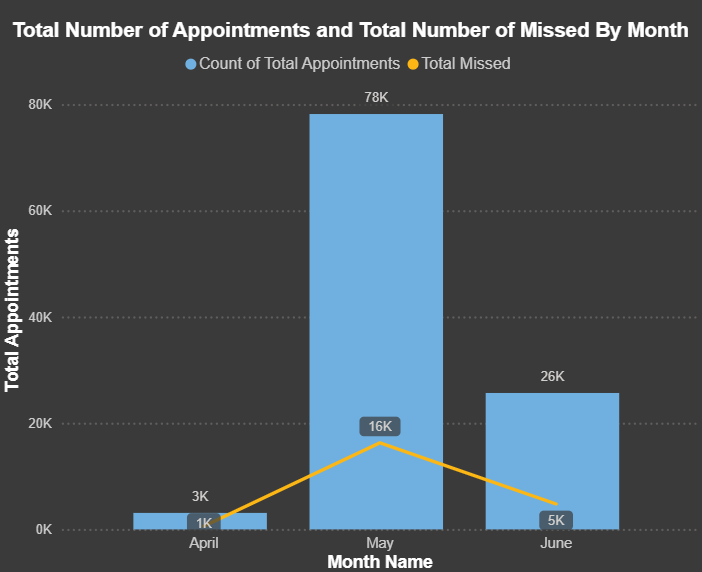 Total Number of Appointments and Total Number of Missed By Month
Count of Total Appointments Total Missed
80K
60K
40K
20K
0K
Total Appointments
78K
26K
3K
16K
1K
5K
April May June
Month Name